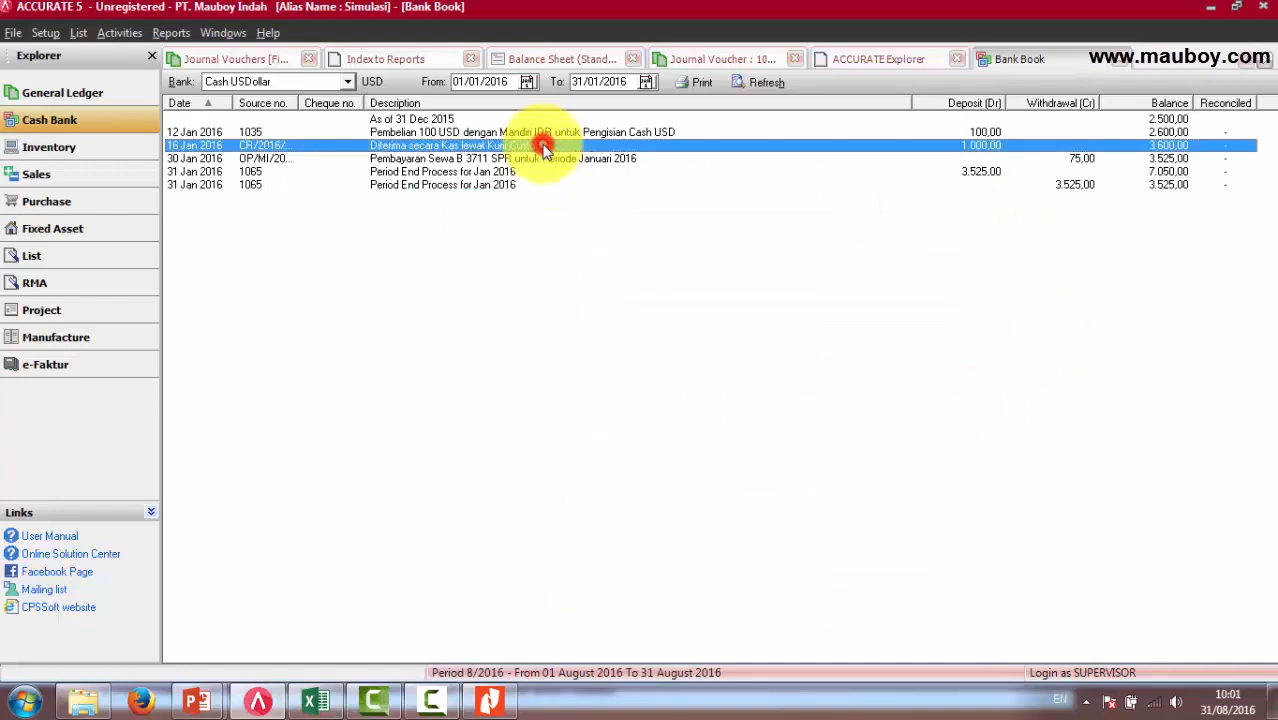 ACCURATE 5 - Unregistered - PT. Mauboy Indah [Alias Name : Simulasi] - [Bank Book]
File Setup List Activities Reports Windows Help
Explorer
Journal Vouchers [Fi... Index to Reports Balance Sheet (Stand... Journal Voucher : 10... ACCURATE Explorer Bank Book
www.mauboy.com
Bank: Cash USDollar USD From: 01/01/2016 To: 31/01/2016 Print Refresh
Date Source no. Cheque no. Description Deposit (Dr) Withdrawal (Cr) Balance Reconciled
As of 31 Dec 2015 2.500,00
12 Jan 2016 1035 Pembelian 100 USD dengan Mandiri IDR untuk Pengisian Cash USD 100,00 2.600,00 -
16 Jan 2016 CR/2016/... Diterima secara Kas lewat Kurir 1.000,00 3.600,00 -
30 Jan 2016 OP/MI/20... Pembayaran Sewa B 3711 SPR untuk Periode Januari 2016 75,00 3.525,00 -
31 Jan 2016 1065 Period End Process for Jan 2016 3.525,00 7.050,00 -
31 Jan 2016 1065 Period End Process for Jan 2016 3.525,00 3.525,00 -
General Ledger
Cash Bank
Inventory
Sales
Purchase
Fixed Asset
List
RMA
Project
Manufacture
e-Faktur
Links
User Manual
Online Solution Center
Facebook Page
Mailing list
CPSSoft website
Period 8/2016 - From 01 August 2016 To 31 August 2016 Login as SUPERVISOR
EN
10:01
31/08/2016